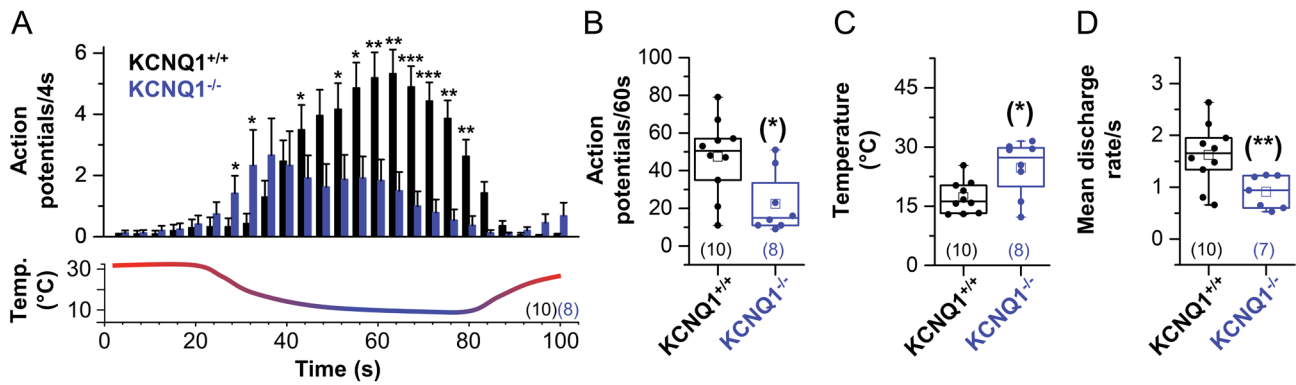 A
KCNQ1+/+
KCNQ1-/-
Action
potentials/4s
6
4
2
0
* * * * * ** ** *** *** ** **
Temp.
(°C)
30
10
(10)(8)
0 20 40 60 80 100
Time (s)
B
Action
potentials/60s
100
80
60
40
20
0
(*)
(10) (8)
KCNQ1+/+ KCNQ1-/-
C
Temperature
(°C)
45
30
15
0
(*)
(10) (8)
KCNQ1+/+ KCNQ1-/-
D
Mean discharge
rate/s
3
2
1
0
(**)
(10) (7)
KCNQ1+/+ KCNQ1-/-